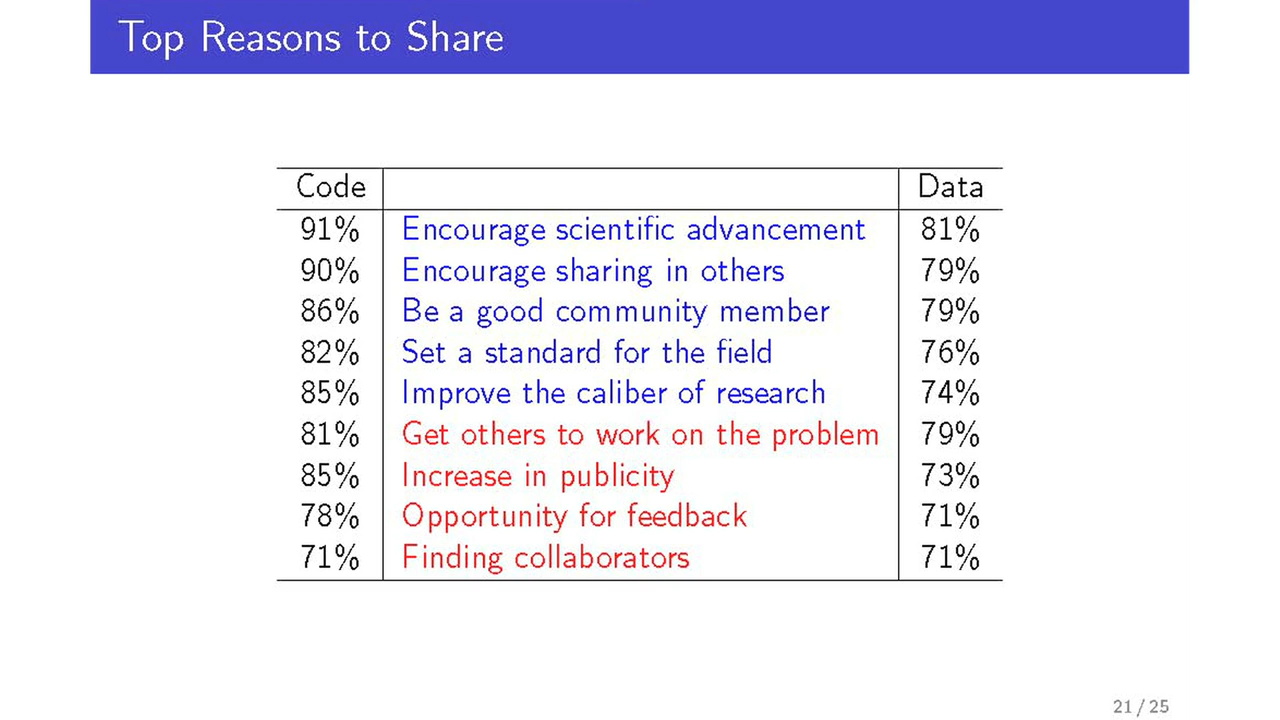 Top Reasons to Share
Code Data
91% Encourage scientific advancement 81%
90% Encourage sharing in others 79%
86% Be a good community member 79%
82% Set a standard for the field 76%
85% Improve the caliber of research 74%
81% Get others to work on the problem 79%
85% Increase in publicity 73%
78% Opportunity for feedback 71%
71% Finding collaborators 71%
21 / 25